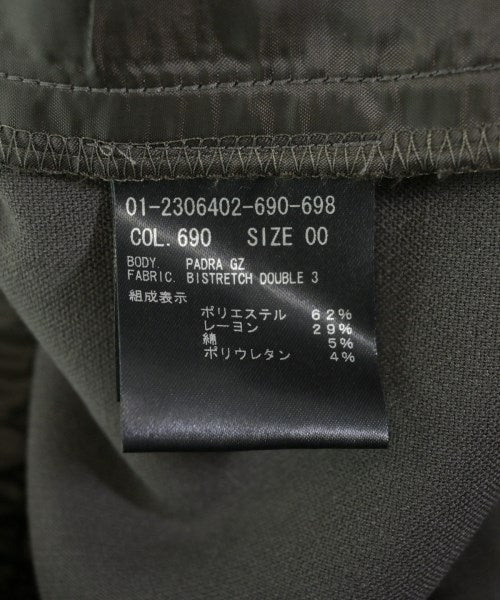 01-2306402-690-698
COL. 690 SIZE 00
BODY. PADRA GZ
FABRIC. BISTRETCH DOUBLE 3
組成表示
ポリエステル 62%
レーヨン 29%
綿 5%
ポリウレタン 4%